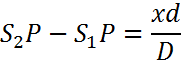 S₂P − S₁P = xd/D